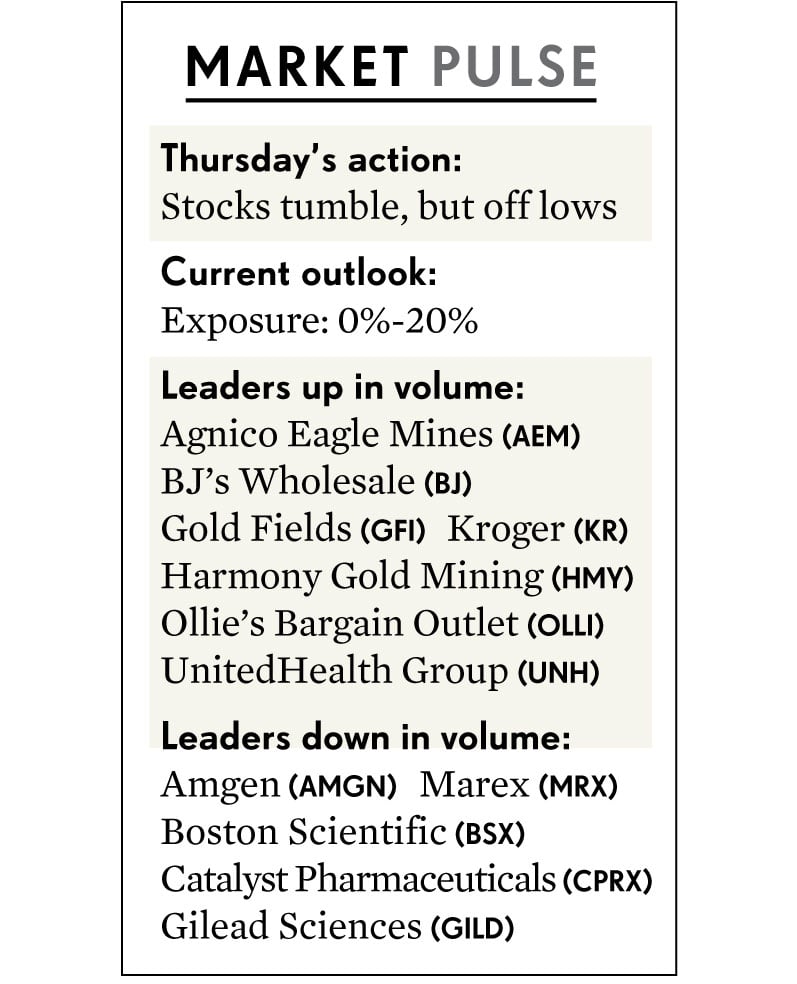 MARKET PULSE
Thursday’s action:
Stocks tumble, but off lows
Current outlook:
Exposure: 0%-20%
Leaders up in volume:
Agnico Eagle Mines (AEM)
BJ’s Wholesale (BJ)
Gold Fields (GFI) Kroger (KR)
Harmony Gold Mining (HMY)
Ollie’s Bargain Outlet (OLLI)
UnitedHealth Group (UNH)
Leaders down in volume:
Amgen (AMGN) Marex (MRX)
Boston Scientific (BSX)
Catalyst Pharmaceuticals (CPRX)
Gilead Sciences (GILD)